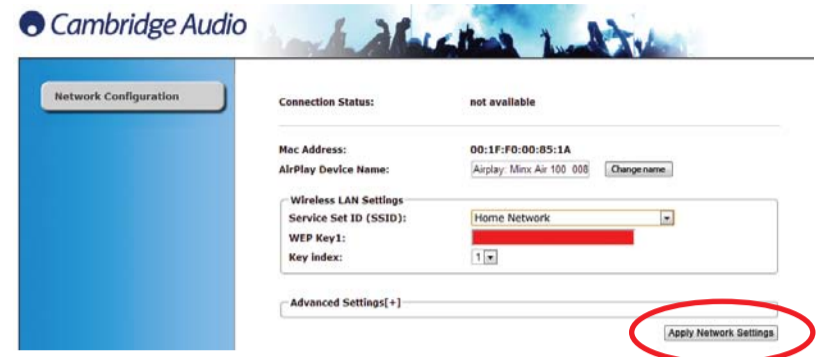 Cambridge Audio
Network Configuration
Connection Status: not available
Mac Address: 00:1F:F0:00:85:1A
AirPlay Device Name: Airplay: Minx Air 100 008 Change name
Wireless LAN Settings
Service Set ID (SSID): Home Network
WEP Key1:
Key index: 1
Advanced Settings[+]
Apply Network Settings